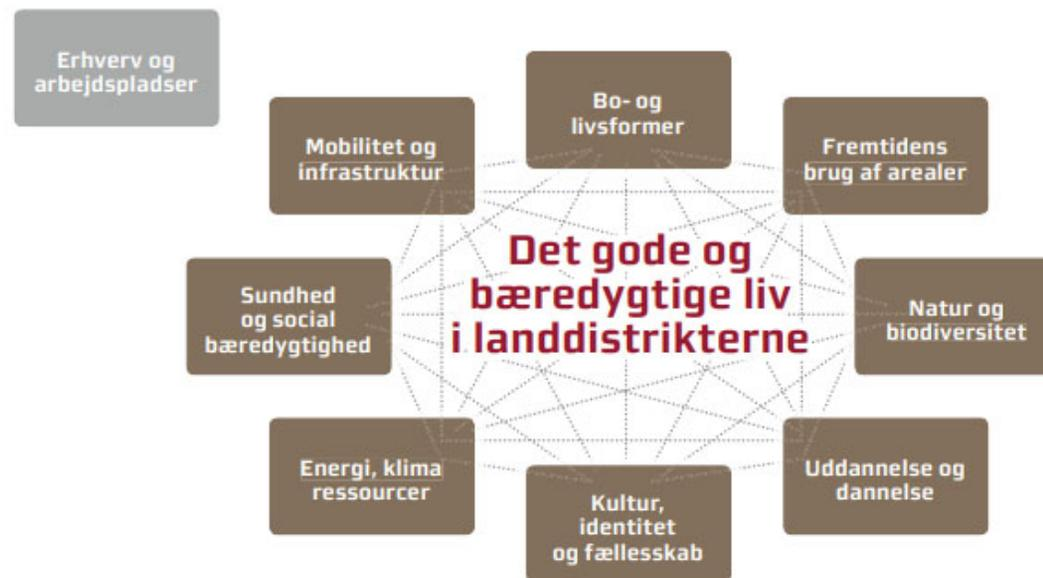 Erhverv og
arbejdspladser
Bo- og
livsformer
Mobilitet og
infrastruktur
Fremtidens
brug af arealer
Det gode og
bæredygtige liv
i landdistrikterne
Sundhed
og social
bæredygtighed
Natur og
biodiversitet
Energi, klima
ressourcer
Kultur,
identitet
og fællesskab
Uddannelse og
dannelse